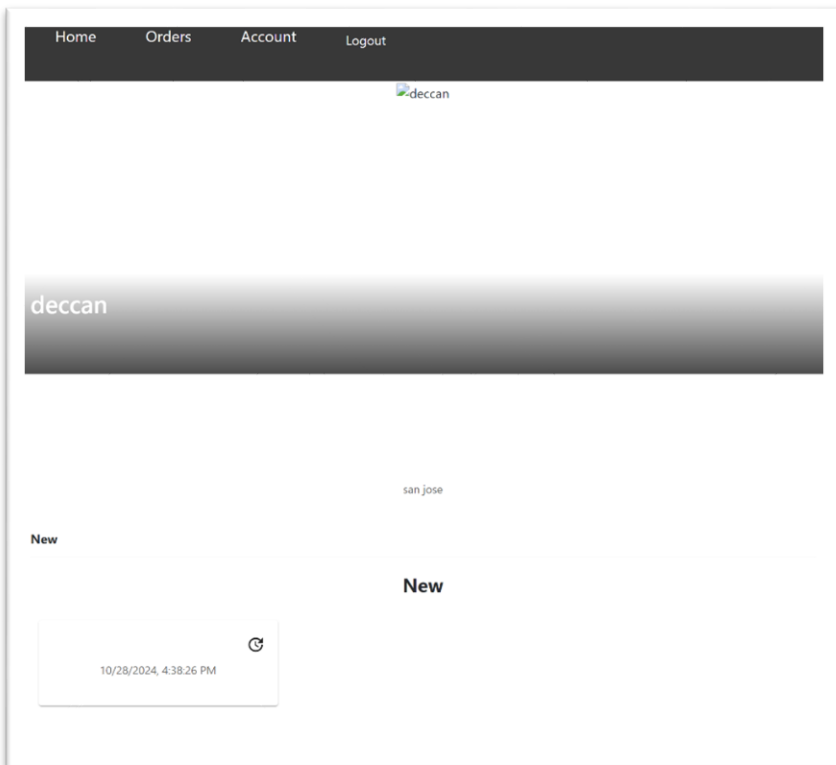 Home Orders Account Logout
deccan
deccan
san jose
New
New
10/28/2024, 4:38:26 PM